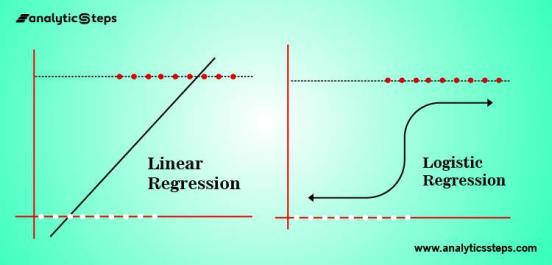 analyticSteps
Linear
Regression
Logistic
Regression
www.analyticssteps.com